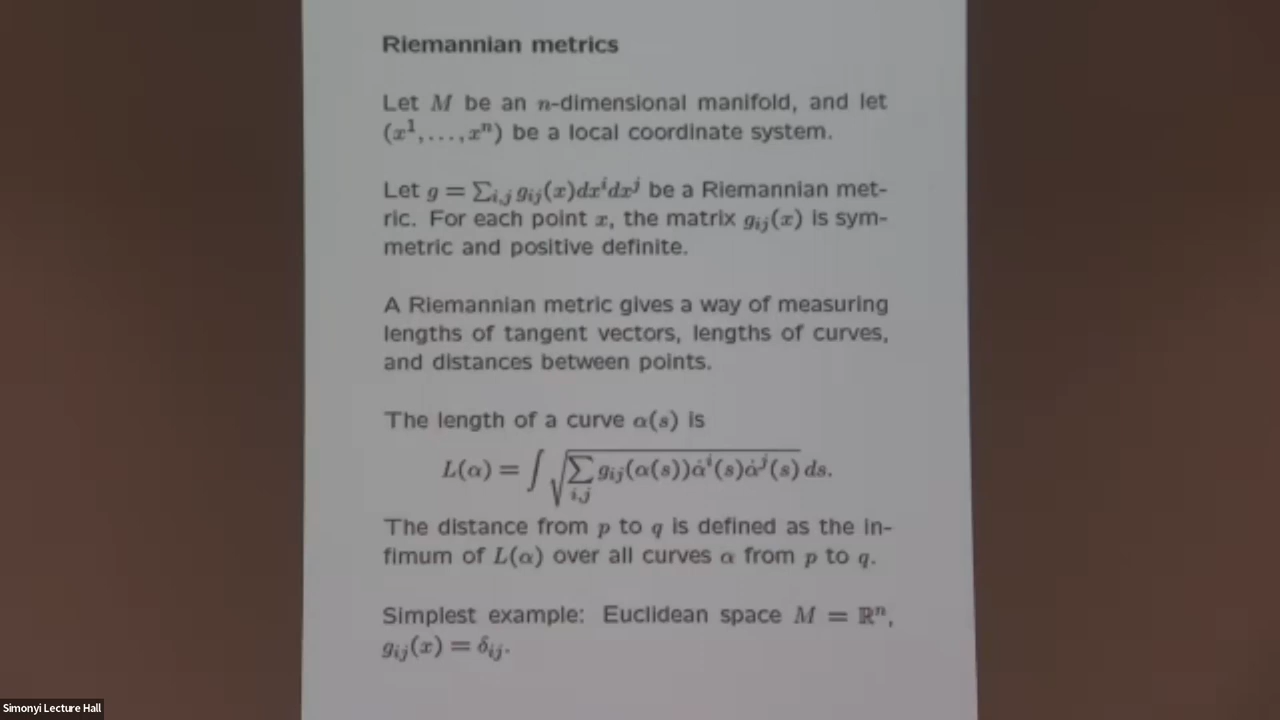 Riemannian metrics
Let M be an n-dimensional manifold, and let
(x¹,...,xⁿ) be a local coordinate system.
Let g = ∑i,j gij(x)dxⁱdxʲ be a Riemannian met-
ric. For each point x, the matrix gij(x) is sym-
metric and positive definite.
A Riemannian metric gives a way of measuring
lengths of tangent vectors, lengths of curves,
and distances between points.
The length of a curve α(s) is
L(α) = ∫ √∑i,j gij(α(s))α̇ⁱ(s)α̇ʲ(s) ds.
The distance from p to q is defined as the in-
fimum of L(α) over all curves α from p to q.
Simplest example: Euclidean space M = ℝⁿ,
gij(x) = δij.
Simonyi Lecture Hall